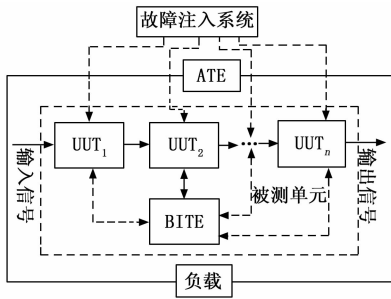 故障注入系统
ATE
UUT₁
UUT₂
•••
UUTₙ
输入信号
输出信号
被测单元
BITE
负载